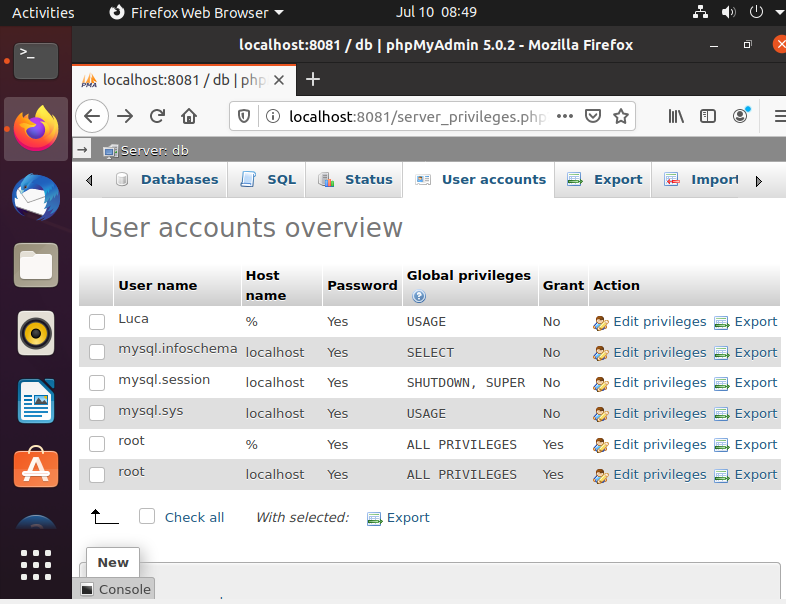 Activities Firefox Web Browser Jul 10 08:49
localhost:8081 / db | phpMyAdmin 5.0.2 - Mozilla Firefox
PMA localhost:8081 / db | php
localhost:8081/server_privileges.php
Server: db
Databases SQL Status User accounts Export Import
User accounts overview
User name Host name Password Global privileges Grant Action
Luca % Yes USAGE No Edit privileges Export
mysql.infoschema localhost Yes SELECT No Edit privileges Export
mysql.session localhost Yes SHUTDOWN, SUPER No Edit privileges Export
mysql.sys localhost Yes USAGE No Edit privileges Export
root % Yes ALL PRIVILEGES Yes Edit privileges Export
root localhost Yes ALL PRIVILEGES Yes Edit privileges Export
Check all With selected: Export
New
Console